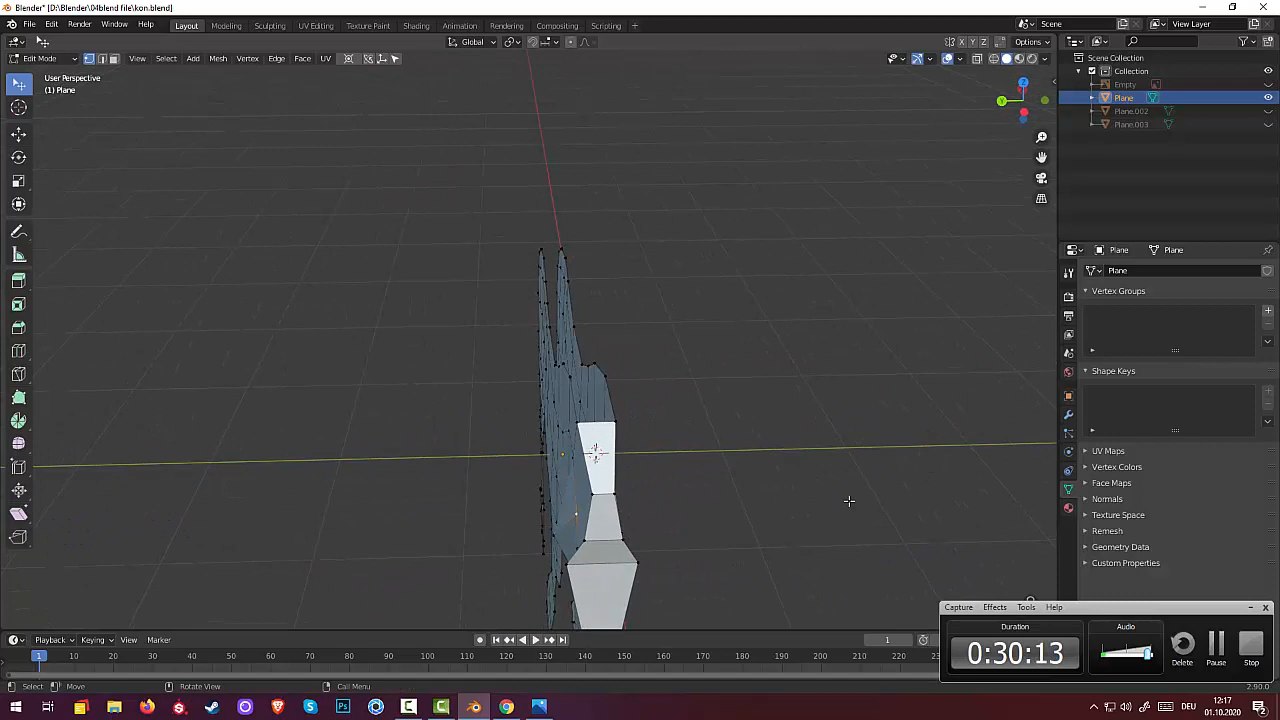 Blender* [D:\Blender\04blend file\kon.blend]
File Edit Render Window Help Layout Modeling Sculpting UV Editing Texture Paint Shading Animation Rendering Compositing Scripting + Scene View Layer
Global X Y Z Options
Edit Mode View Select Add Mesh Vertex Edge Face UV
Scene Collection
Collection
Empty
Plane
Plane.002
Plane.003
User Perspective
(1) Plane
Z
Y
Plane Plane
Plane
Vertex Groups
Shape Keys
UV Maps
Vertex Colors
Face Maps
Normals
Texture Space
Remesh
Geometry Data
Custom Properties
Capture Effects Tools Help
Duration Audio
0:30:13
Delete Pause Stop
Playback Keying View Marker 1
1 10 20 30 40 50 60 70 80 90 100 110 120 130 140 150 160 170 180 190 200 210 220
Select Move Rotate View Call Menu 2.90.0
DEU 12:17
01.10.2020 2